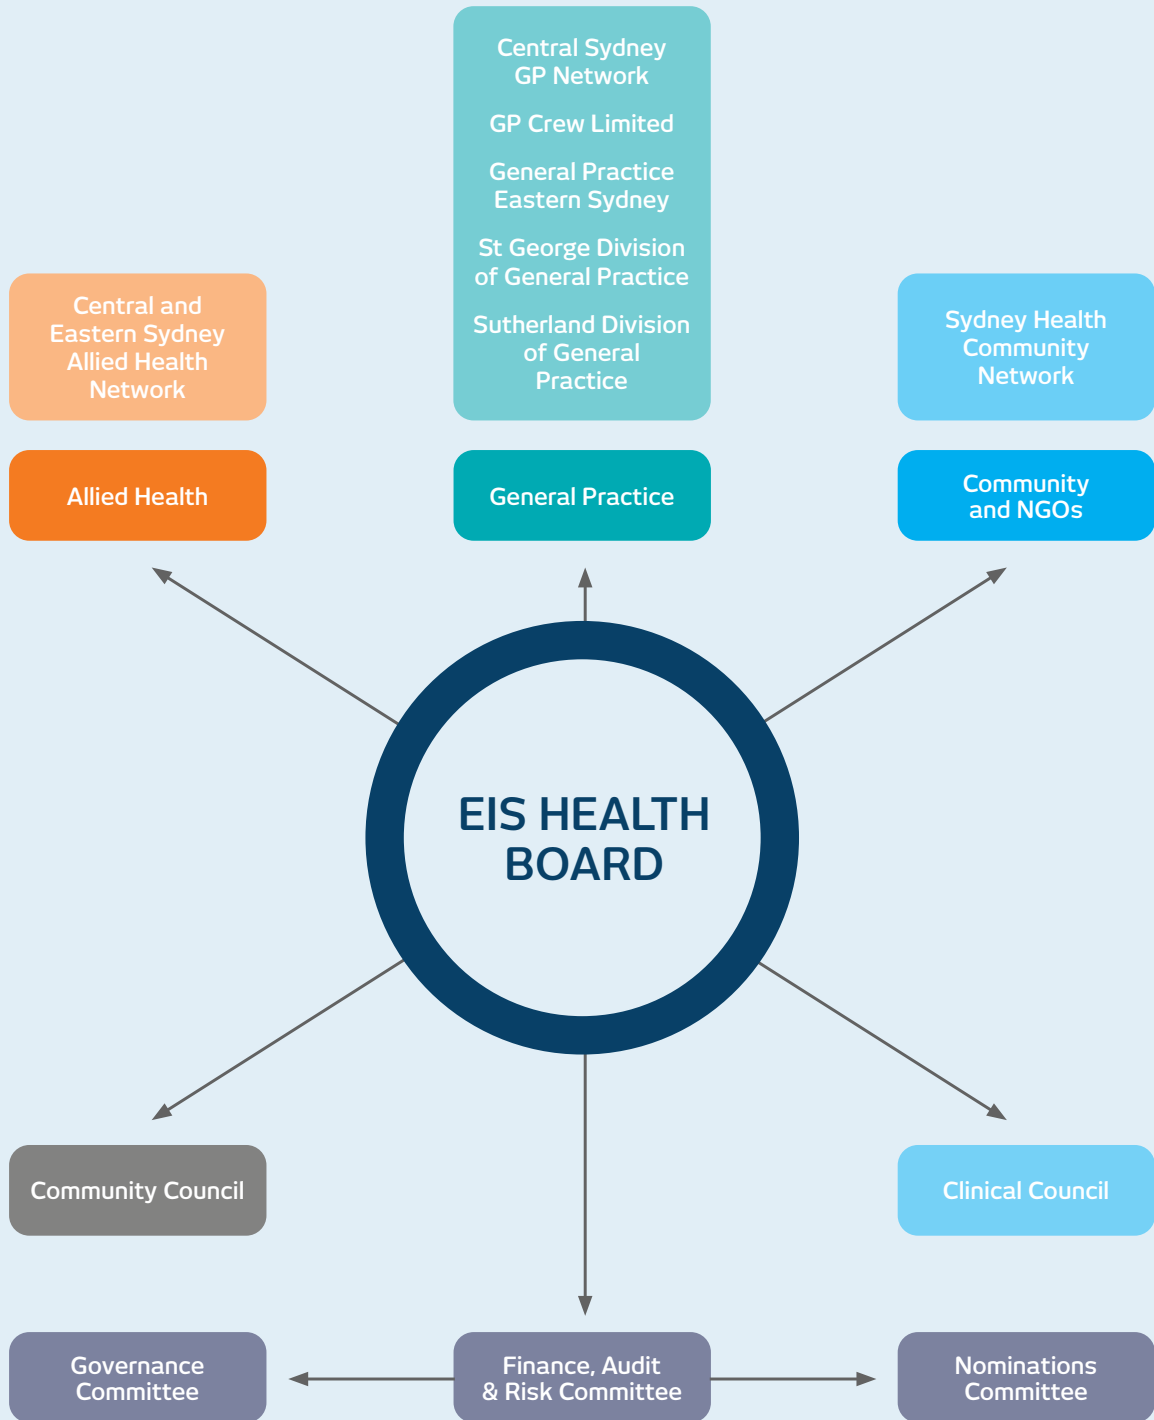 Central Sydney
GP Network
GP Crew Limited
General Practice
Eastern Sydney
St George Division
of General Practice
Sutherland Division
of General
Practice
Central and
Eastern Sydney
Allied Health
Network
Sydney Health
Community
Network
Allied Health
General Practice
Community
and NGOs
EIS HEALTH
BOARD
Community Council
Clinical Council
Governance
Committee
Finance, Audit
& Risk Committee
Nominations
Committee